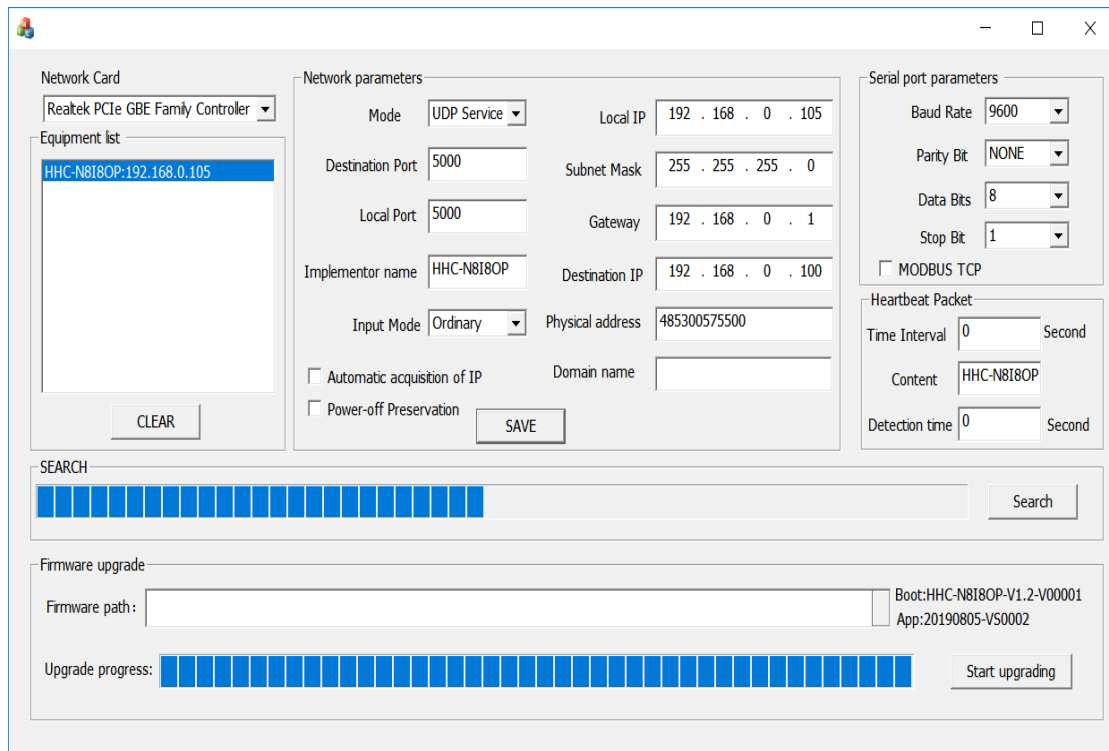 Network Card
Realtek PCIe GBE Family Controller
Equipment list
HHC-N8I8OP:192.168.0.105
CLEAR
Network parameters
Mode UDP Service
Destination Port 5000
Local Port 5000
Implementor name HHC-N8I8OP
Input Mode Ordinary
Automatic acquisition of IP
Power-off Preservation
SAVE
Local IP 192 . 168 . 0 . 105
Subnet Mask 255 . 255 . 255 . 0
Gateway 192 . 168 . 0 . 1
Destination IP 192 . 168 . 0 . 100
Physical address 485300575500
Domain name
Serial port parameters
Baud Rate 9600
Parity Bit NONE
Data Bits 8
Stop Bit 1
MODBUS TCP
Heartbeat Packet
Time Interval 0 Second
Content HHC-N8I8OP
Detection time 0 Second
SEARCH
Search
Firmware upgrade
Firmware path:
Boot:HHC-N8I8OP-V1.2-V00001
App:20190805-VS0002
Upgrade progress:
Start upgrading